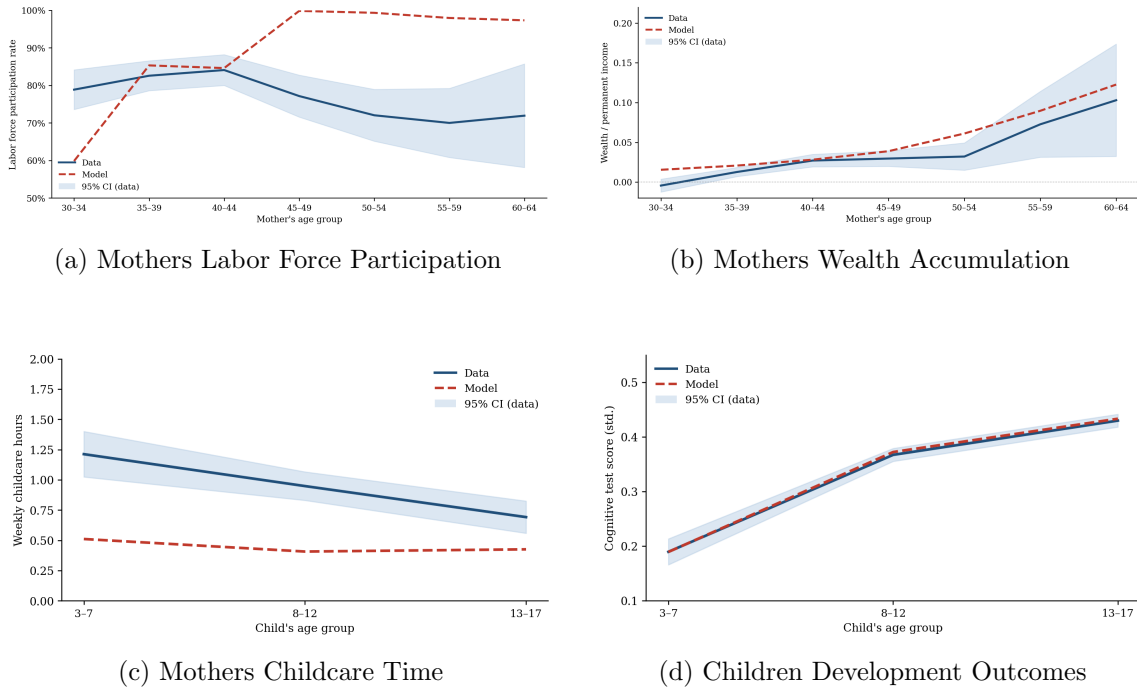 100%
90%
80%
70%
60%
50%
Labor force participation rate
Data
Model
95% CI (data)
30–34
35–39
40–44
45–49
50–54
55–59
60–64
Mother's age group
(a) Mothers Labor Force Participation
0.20
0.15
0.10
0.05
0.00
Wealth / permanent income
Data
Model
95% CI (data)
30–34
35–39
40–44
45–49
50–54
55–59
60–64
Mother's age group
(b) Mothers Wealth Accumulation
2.00
1.75
1.50
1.25
1.00
0.75
0.50
0.25
0.00
Weekly childcare hours
Data
Model
95% CI (data)
3–7
8–12
13–17
Child's age group
(c) Mothers Childcare Time
0.5
0.4
0.3
0.2
0.1
Cognitive test score (std.)
Data
Model
95% CI (data)
3–7
8–12
13–17
Child's age group
(d) Children Development Outcomes